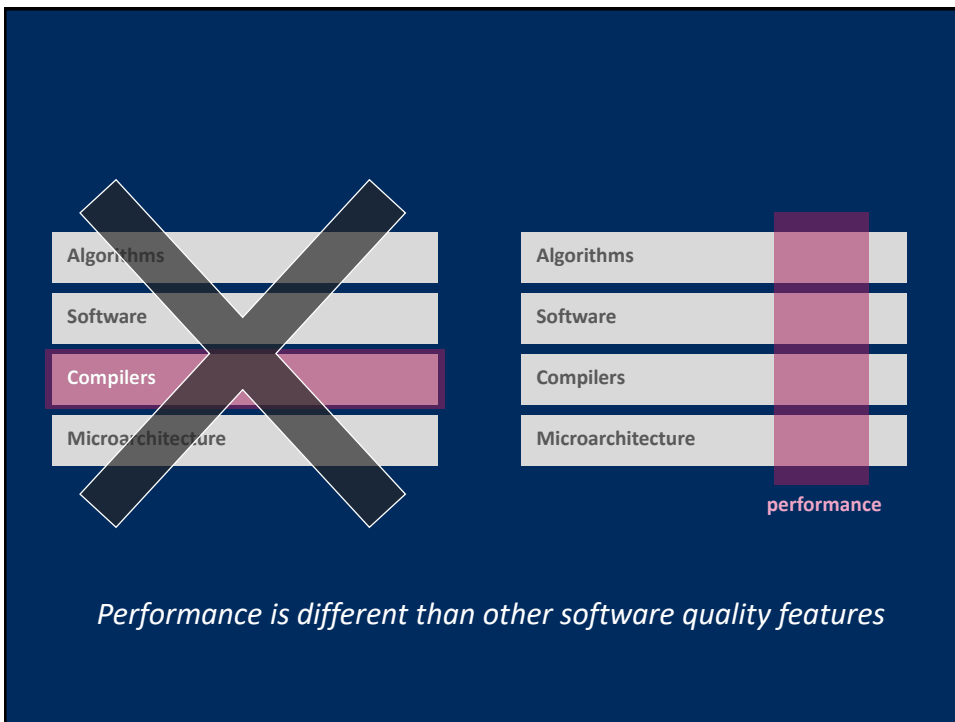 Algorithms
Software
Compilers
Microarchitecture
Algorithms
Software
Compilers
Microarchitecture
performance
Performance is different than other software quality features